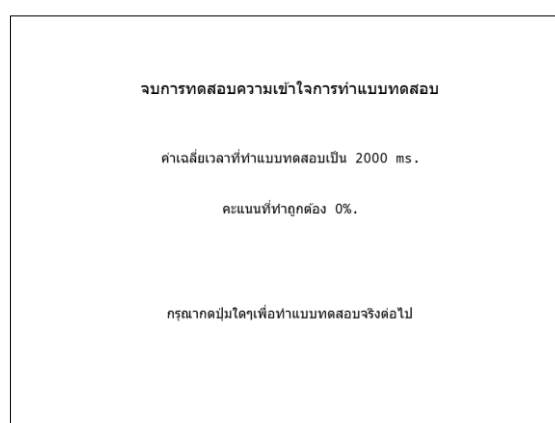 จบการทดสอบความเข้าใจการทำแบบทดสอบ
ค่าเฉลี่ยเวลาที่ทำแบบทดสอบเป็น 2000 ms.
คะแนนที่ทำถูกต้อง 0%.
กรุณากดปุ่มใดๆเพื่อทำแบบทดสอบจริงต่อไป